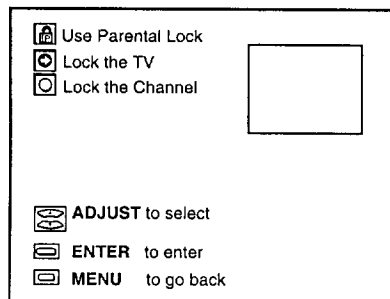 Use Parental Lock
Lock the TV
Lock the Channel
ADJUST to select
ENTER to enter
MENU to go back